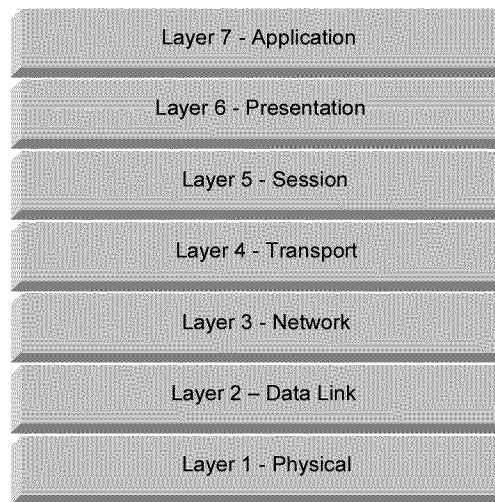 Layer 7 - Application
Layer 6 - Presentation
Layer 5 - Session
Layer 4 - Transport
Layer 3 - Network
Layer 2 – Data Link
Layer 1 - Physical